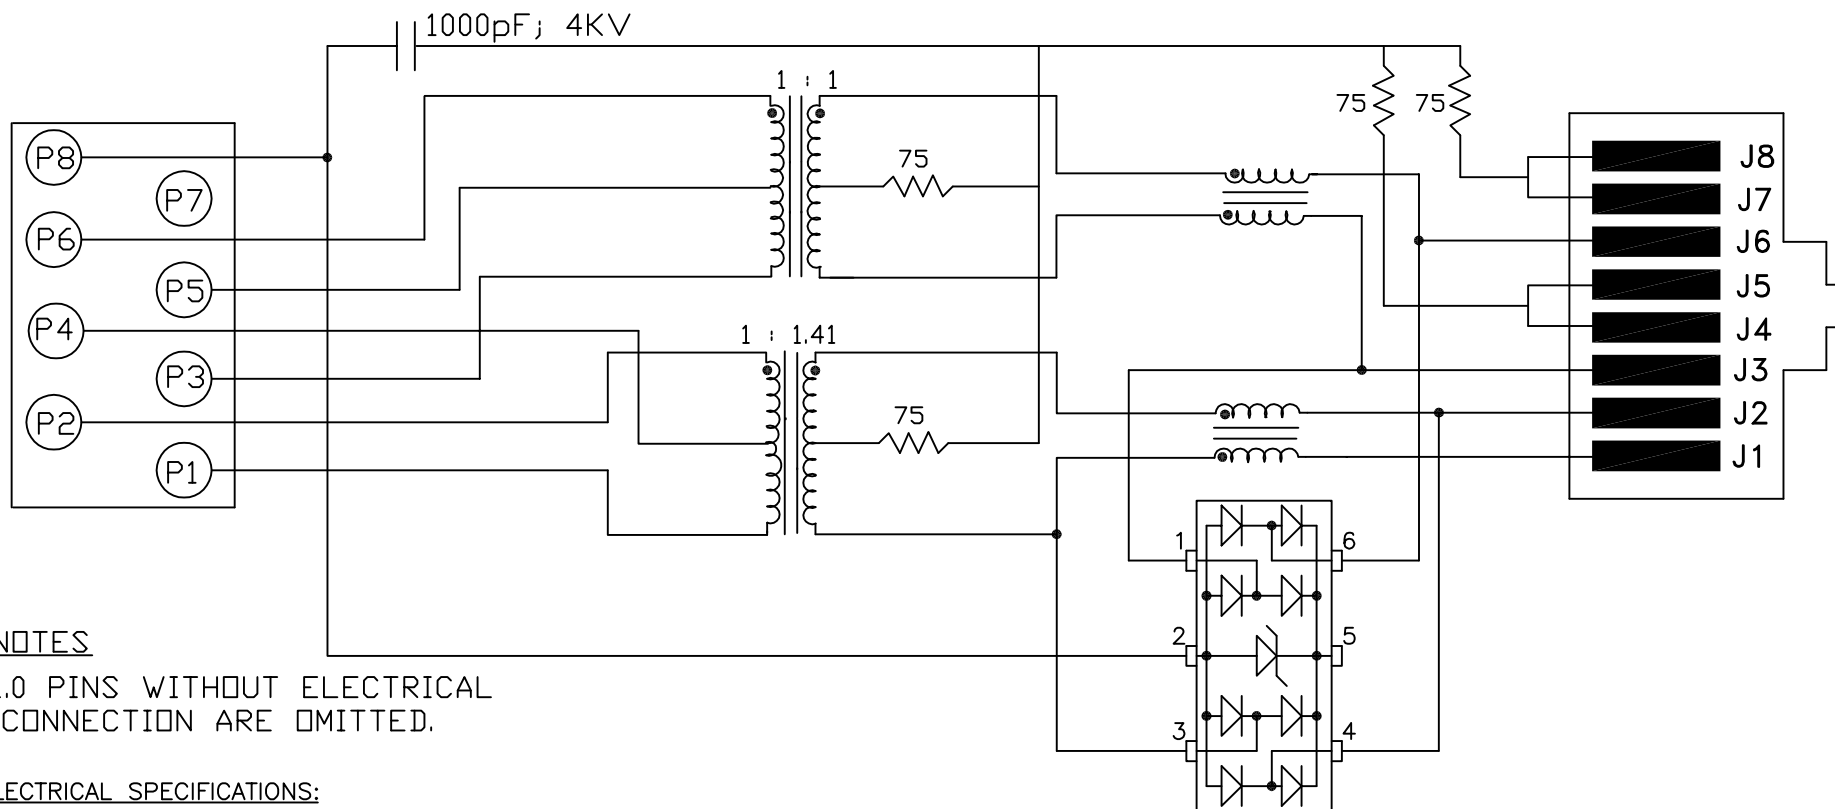 1000pF; 4KV
1 : 1
75 75
P8
J8
75
P7
J7
P6
J6
P5
J5
P4
1 : 1.41
J4
P3
J3
75
P2
J2
P1
J1
1 6
2 5
NOTES
.0 PINS WITHOUT ELECTRICAL
CONNECTION ARE OMITTED.
3 4
LECTRICAL SPECIFICATIONS: